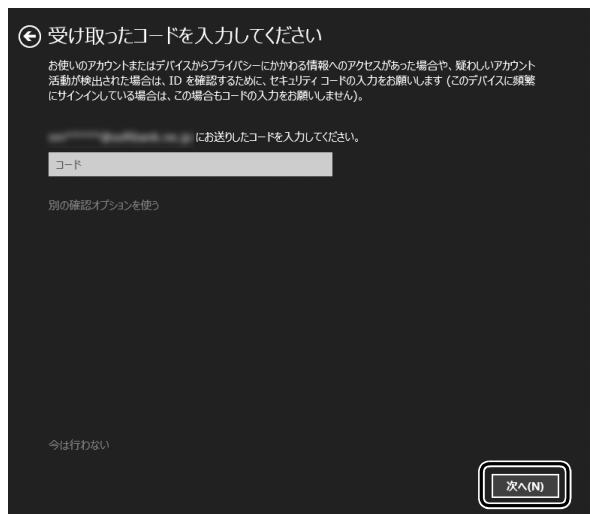 受け取ったコードを入力してください
お使いのアカウントまたはデバイスからプライバシーにかかわる情報へのアクセスがあった場合や、疑わしいアカウント
活動が検出された場合は、ID を確認するために、セキュリティ コードの入力をお願いします (このデバイスに頻繁
にサインインしている場合は、この場合もコードの入力をお願いしません)。
にお送りしたコードを入力してください。
コード
別の確認オプションを使う
今は行わない
次へ(N)